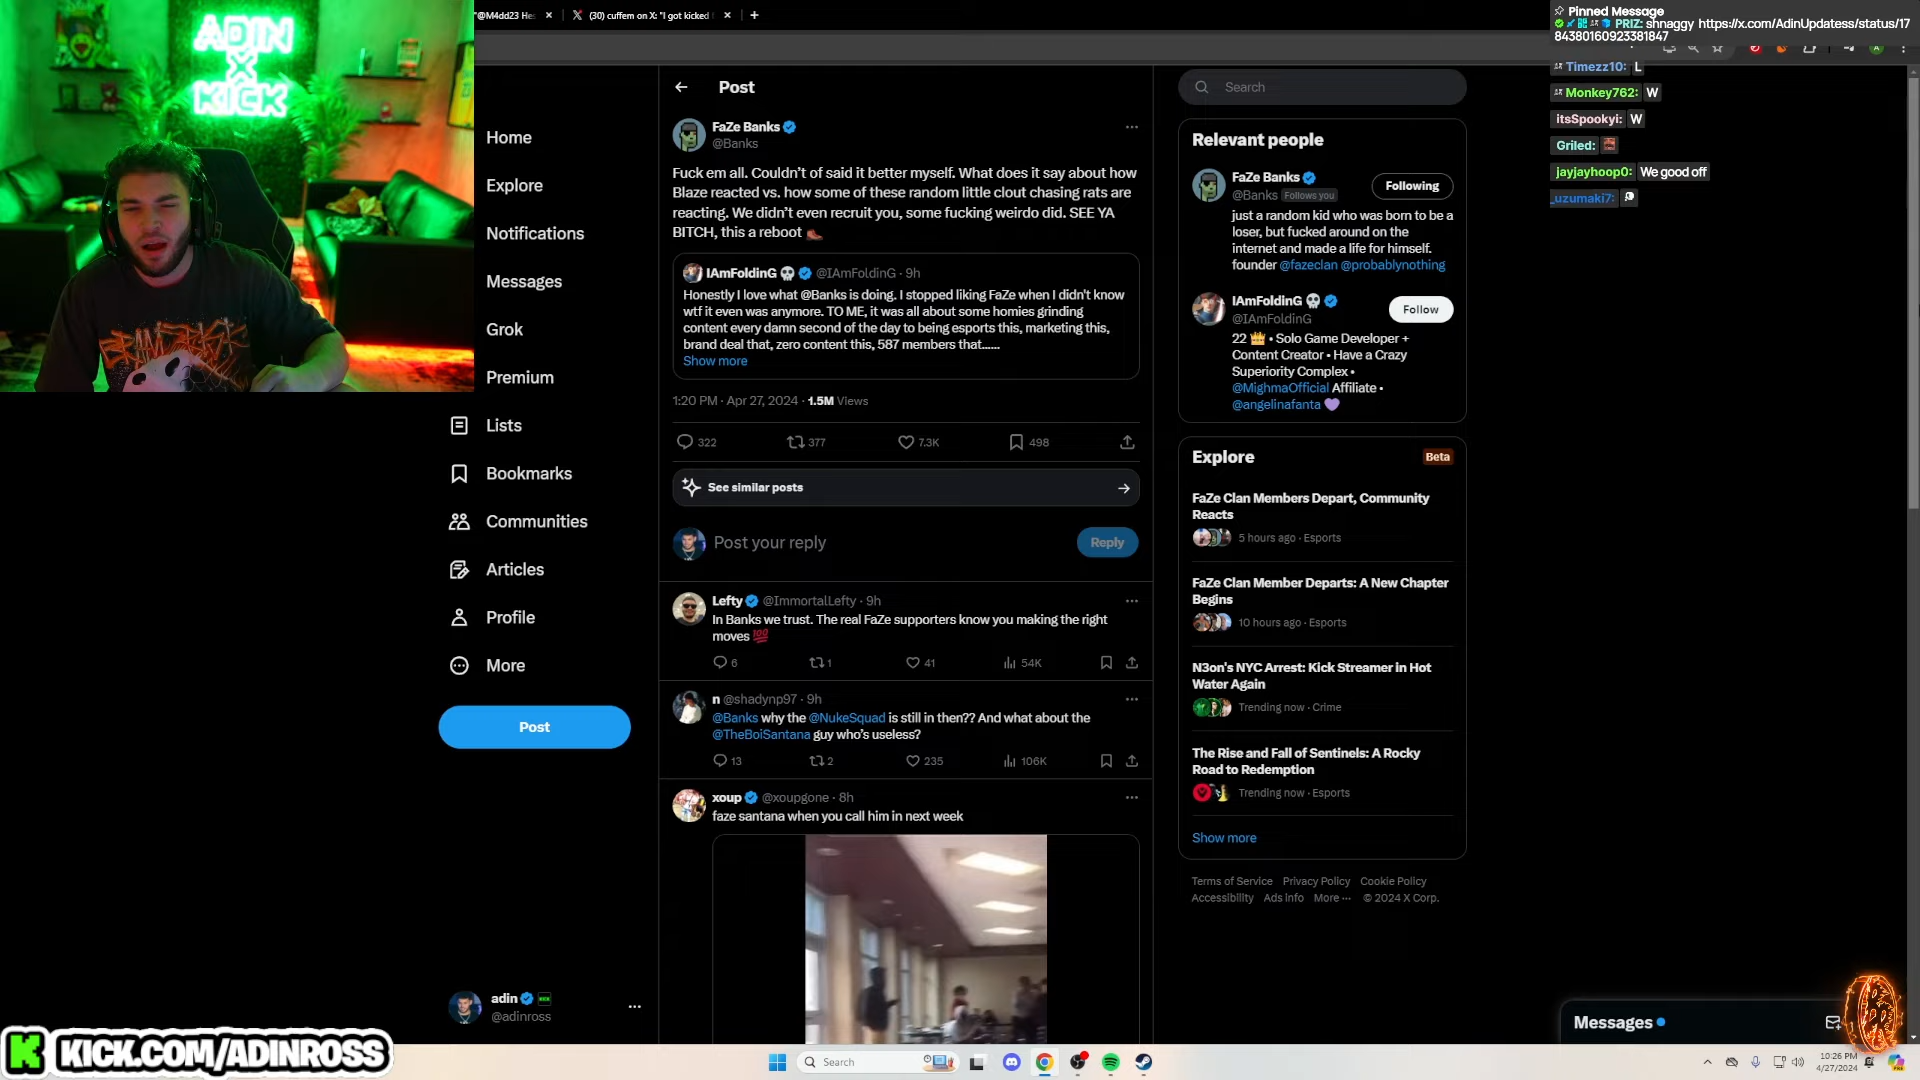 ADIN
X
KICK
"@M4dd23 Hes
(30) cuffem on X: "I got kicked
Pinned Message
PRIZ: shnaggy https://x.com/AdinUpdatess/status/17
84380160923381847
Timezz10: L
Monkey762: W
itsSpookyi: W
Griled:
jayjayhoop0: We good off
_uzumaki7:
Home
Explore
Notifications
Messages
Grok
Premium
Lists
Bookmarks
Communities
Articles
Profile
More
Post
adin
@adinross
Post
FaZe Banks
@Banks
Fuck em all. Couldn't of said it better myself. What does it say about how
Blaze reacted vs. how some of these random little clout chasing rats are
reacting. We didn't even recruit you, some fucking weirdo did. SEE YA
BITCH, this a reboot 🥾
IAmFoldinG 💀 @IAmFoldinG · 9h
Honestly I love what @Banks is doing. I stopped liking FaZe when I didn't know
wtf it even was anymore. TO ME, it was all about some homies grinding
content every damn second of the day to being esports this, marketing this,
brand deal that, zero content this, 587 members that......
Show more
1:20 PM · Apr 27, 2024 · 1.5M Views
322 377 7.3K 498
See similar posts
Post your reply
Reply
Lefty @ImmortalLefty · 9h
In Banks we trust. The real FaZe supporters know you making the right
moves 💯
6 1 41 54K
n @shadynp97 · 9h
@Banks why the @NukeSquad is still in then?? And what about the
@TheBoiSantana guy who's useless?
13 2 235 106K
xoup @xoupgone · 8h
faze santana when you call him in next week
Search
Relevant people
FaZe Banks
@Banks Follows you
Following
just a random kid who was born to be a
loser, but fucked around on the
internet and made a life for himself.
founder @fazeclan @probablynothing
IAmFoldinG 💀
@IAmFoldinG
Follow
22 👑 • Solo Game Developer +
Content Creator • Have a Crazy
Superiority Complex •
@MighmaOfficial Affiliate •
@angelinafanta 💜
Explore
Beta
FaZe Clan Members Depart, Community
Reacts
5 hours ago · Esports
FaZe Clan Member Departs: A New Chapter
Begins
10 hours ago · Esports
N3on's NYC Arrest: Kick Streamer in Hot
Water Again
Trending now · Crime
The Rise and Fall of Sentinels: A Rocky
Road to Redemption
Trending now · Esports
Show more
Terms of Service Privacy Policy Cookie Policy
Accessibility Ads info More ··· © 2024 X Corp.
Messages
K KICK.COM/ADINROSS
Search
10:26 PM
4/27/2024